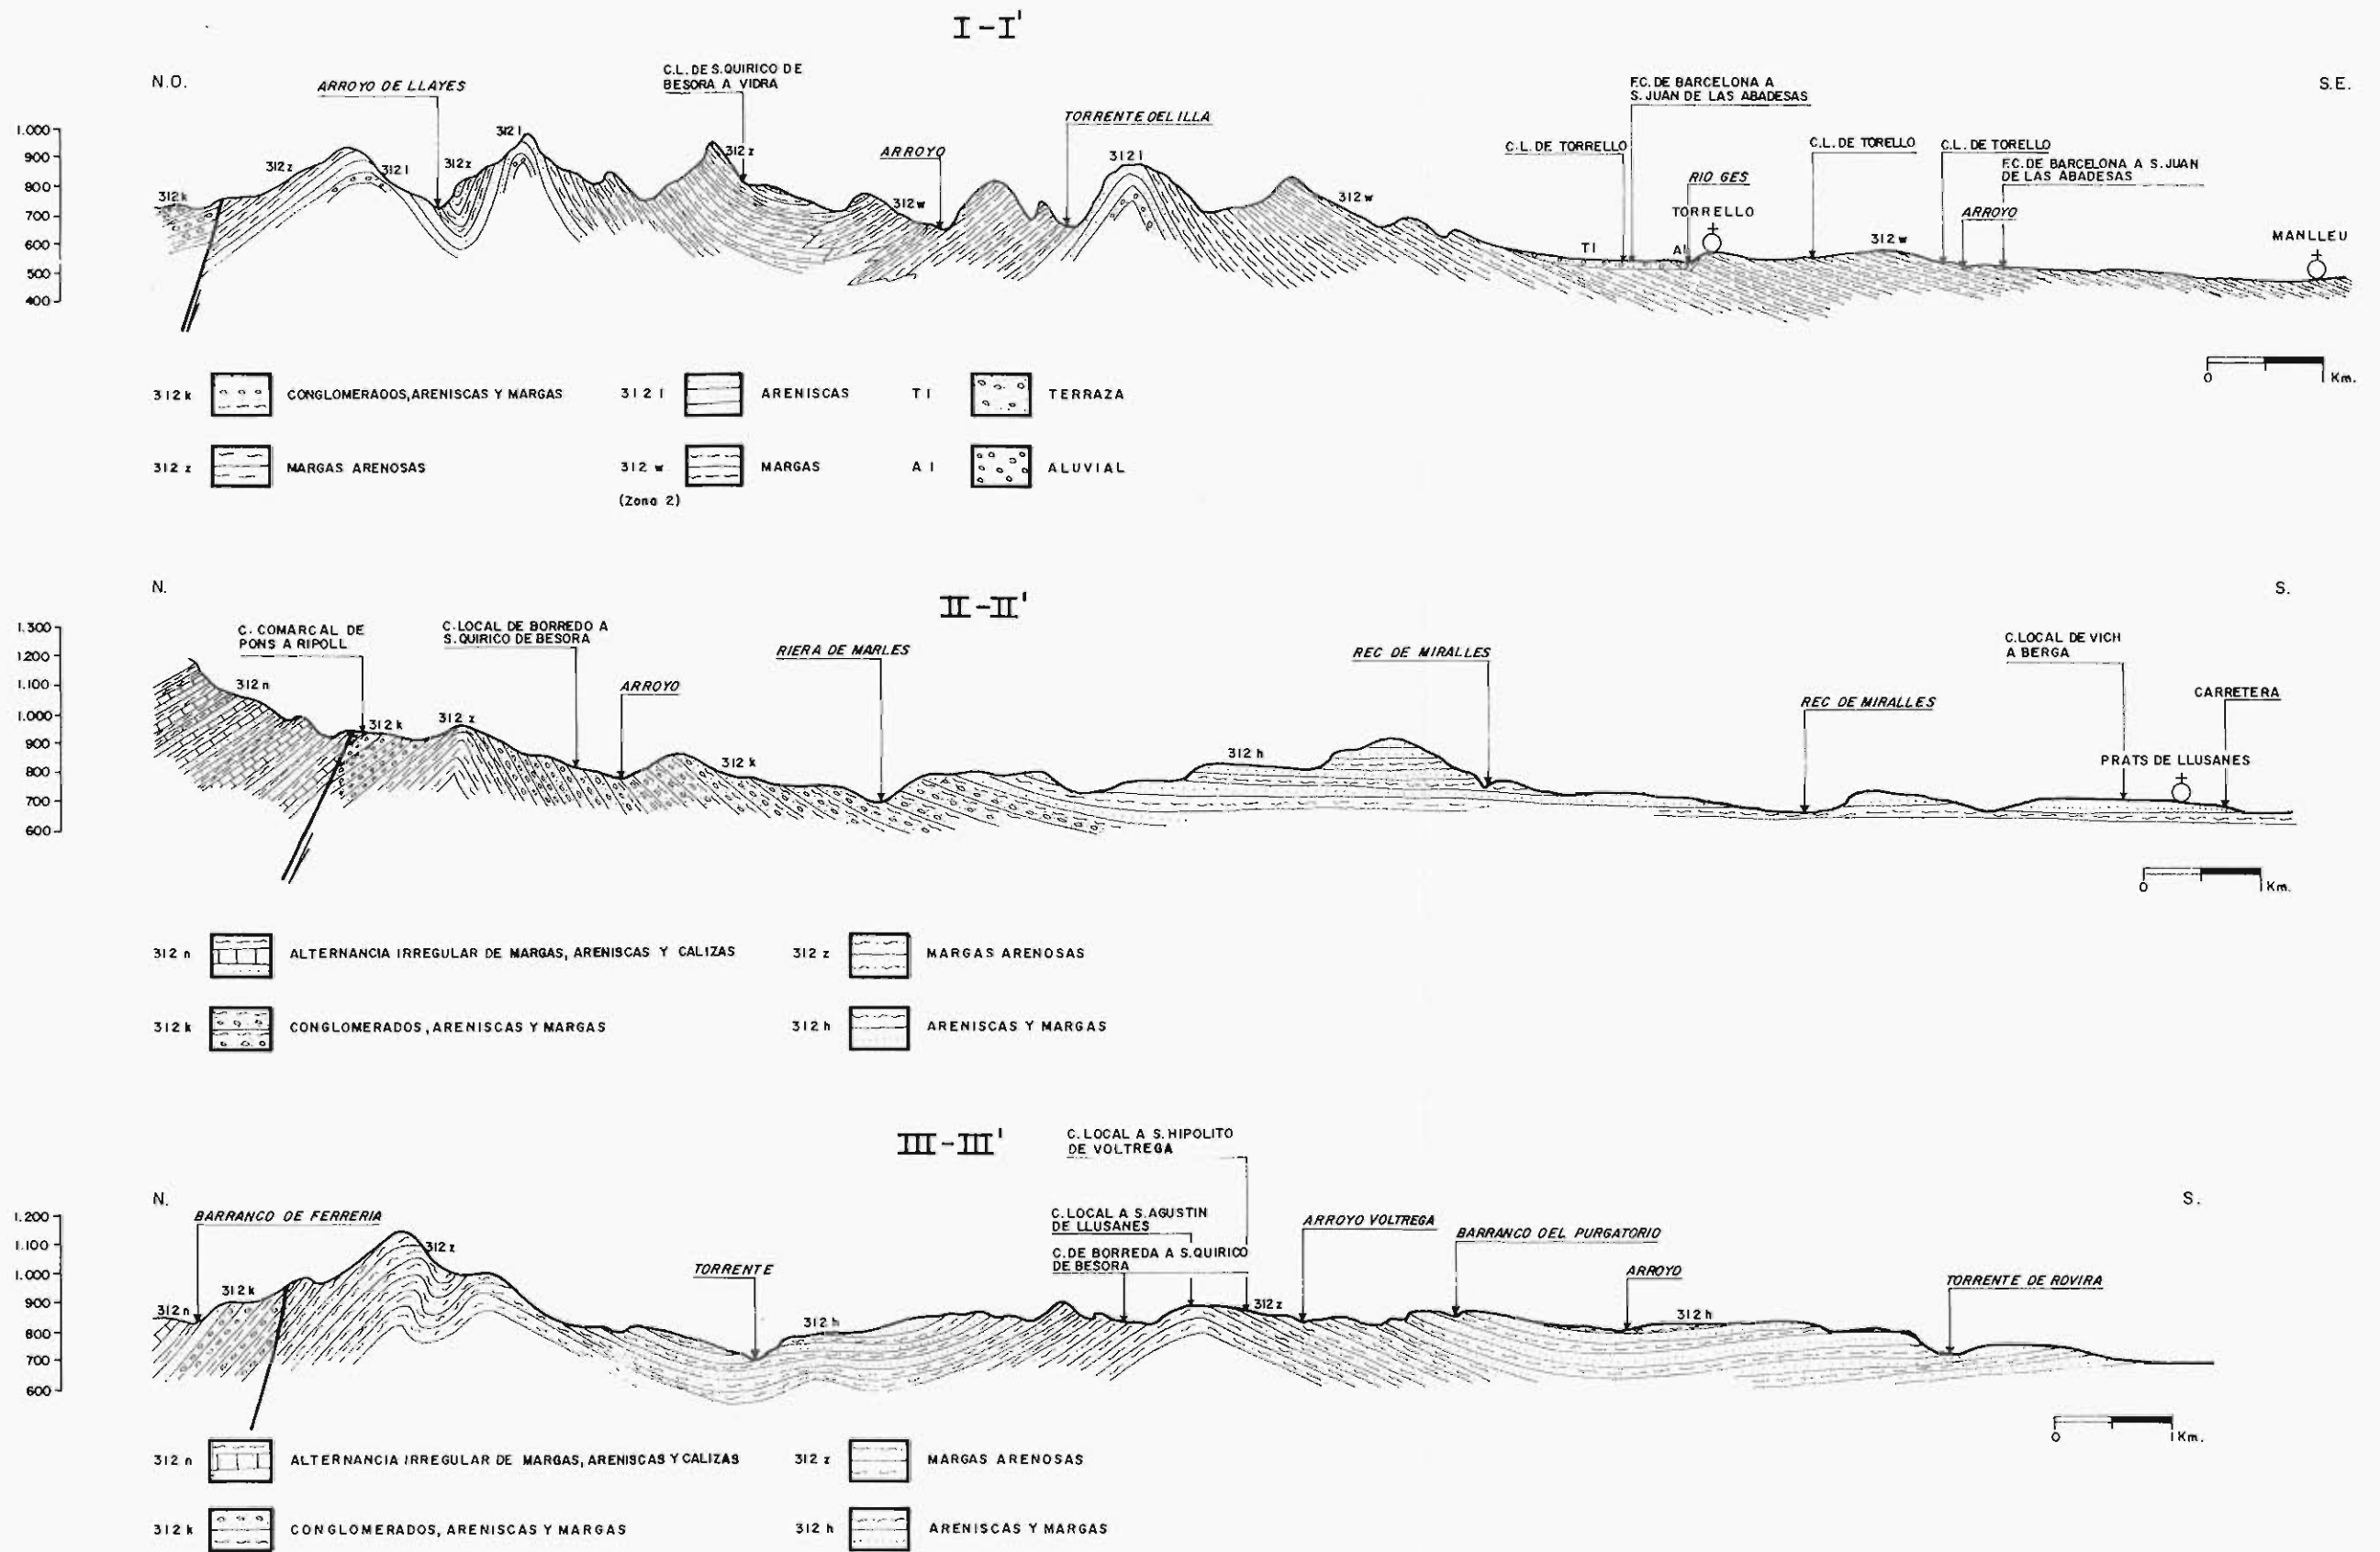 I-I'
N.O.
S.E.
ARROYO DE LLAYES
C.L. DE S. QUIRICO DE
BESORA A VIDRA
TORRENTE DEL ILLA
ARROYO
F.C. DE BARCELONA A
S. JUAN DE LAS ABADESAS
C.L. DE TORRELLO
RIO GES
TORRELLO
C.L. DE TORELLO
C.L. DE TORELLO
F.C. DE BARCELONA A S. JUAN
DE LAS ABADESAS
ARROYO
MANLLEU
1.000
900
800
700
600
500
400
312 k
312 z
312 l
312 z
312 l
312 z
312 w
312 l
312 w
T I
A I
312 w
0 1 Km.
312 k CONGLOMERADOS, ARENISCAS Y MARGAS
312 l ARENISCAS
T I TERRAZA
312 z MARGAS ARENOSAS
312 w MARGAS
(Zona 2)
A I ALUVIAL
II-II'
N.
S.
C. COMARCAL DE
PONS A RIPOLL
C. LOCAL DE BORREDO A
S. QUIRICO DE BESORA
ARROYO
RIERA DE MARLES
REC DE MIRALLES
REC DE MIRALLES
C. LOCAL DE VICH
A BERGA
CARRETERA
PRATS DE LLUSANES
1.300
1.200
1.100
1.000
900
800
700
600
312 n
312 k
312 z
312 k
312 h
0 1 Km.
312 n ALTERNANCIA IRREGULAR DE MARGAS, ARENISCAS Y CALIZAS
312 z MARGAS ARENOSAS
312 k CONGLOMERADOS, ARENISCAS Y MARGAS
312 h ARENISCAS Y MARGAS
III-III'
N.
S.
BARRANCO DE FERRERIA
TORRENTE
C. LOCAL A S. HIPOLITO
DE VOLTREGA
C. LOCAL A S. AGUSTIN
DE LLUSANES
C. DE BORREDA A S. QUIRICO
DE BESORA
ARROYO VOLTREGA
BARRANCO DEL PURGATORIO
ARROYO
TORRENTE DE ROVIRA
1.200
1.100
1.000
900
800
700
600
312 n
312 k
312 z
312 h
312 z
312 h
0 1 Km.
312 n ALTERNANCIA IRREGULAR DE MARGAS, ARENISCAS Y CALIZAS
312 z MARGAS ARENOSAS
312 k CONGLOMERADOS, ARENISCAS Y MARGAS
312 h ARENISCAS Y MARGAS